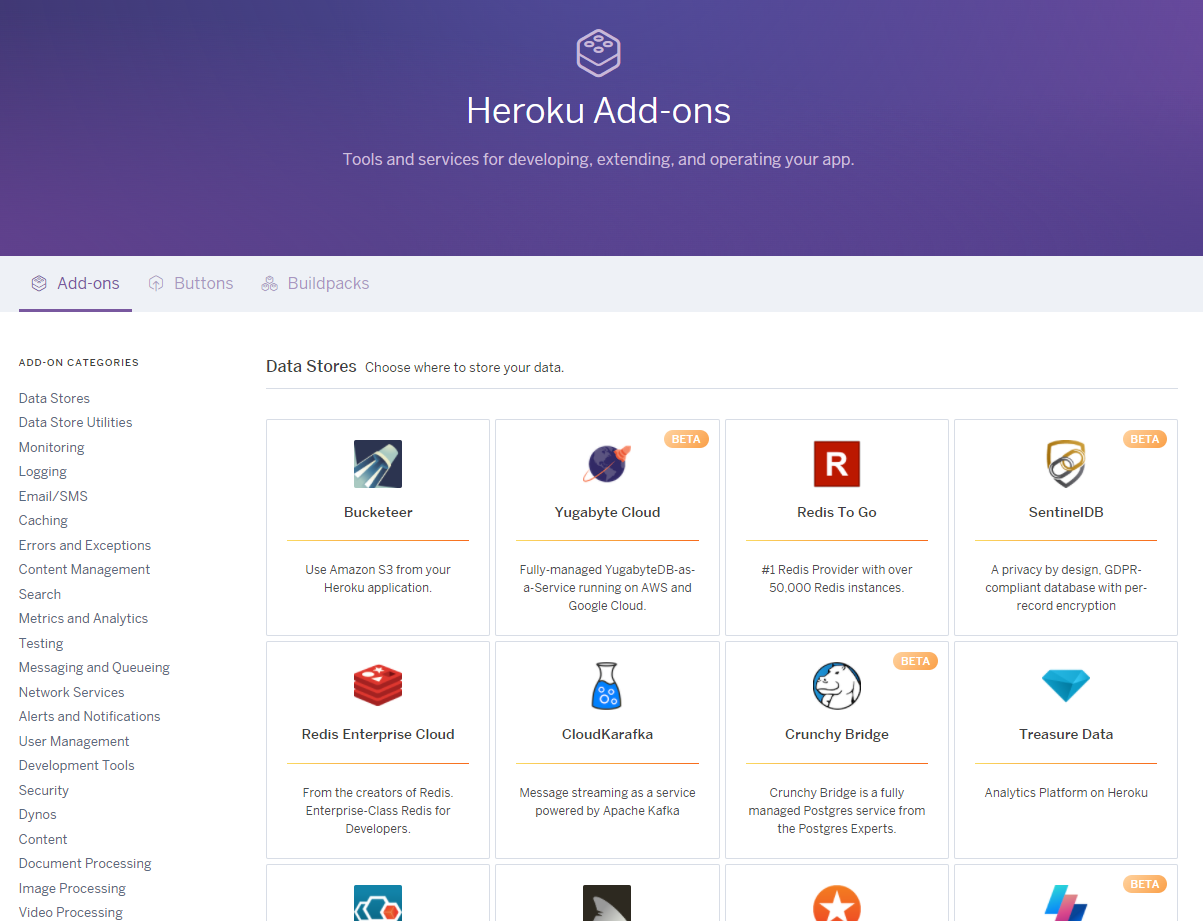 Heroku Add-ons
Tools and services for developing, extending, and operating your app.
Add-ons
Buttons
Buildpacks
ADD-ON CATEGORIES
Data Stores
Data Store Utilities
Monitoring
Logging
Email/SMS
Caching
Errors and Exceptions
Content Management
Search
Metrics and Analytics
Testing
Messaging and Queueing
Network Services
Alerts and Notifications
User Management
Development Tools
Security
Dynos
Content
Document Processing
Image Processing
Video Processing
Data Stores Choose where to store your data.
Bucketeer
Use Amazon S3 from your
Heroku application.
BETA
Yugabyte Cloud
Fully-managed YugabyteDB-as-
a-Service running on AWS and
Google Cloud.
R
Redis To Go
#1 Redis Provider with over
50,000 Redis instances.
BETA
SentinelDB
A privacy by design, GDPR-
compliant database with per-
record encryption
Redis Enterprise Cloud
From the creators of Redis.
Enterprise-Class Redis for
Developers.
CloudKarafka
Message streaming as a service
powered by Apache Kafka
BETA
Crunchy Bridge
Crunchy Bridge is a fully
managed Postgres service from
the Postgres Experts.
Treasure Data
Analytics Platform on Heroku
BETA